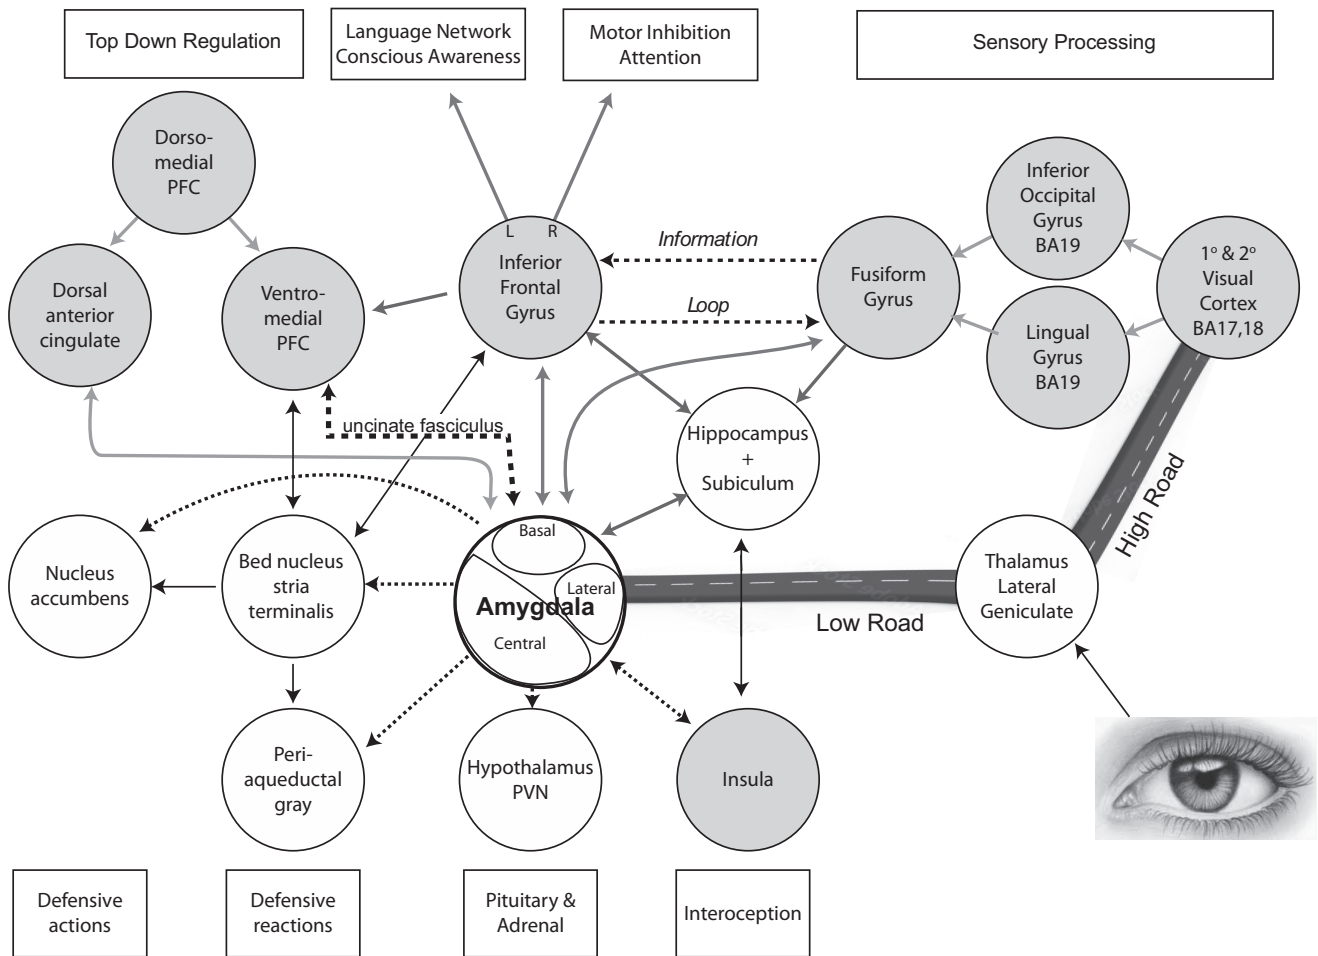 Top Down Regulation
Language Network
Conscious Awareness
Motor Inhibition
Attention
Sensory Processing
Dorso-
medial
PFC
Inferior
Occipital
Gyrus
BA19
L R
Inferior
Frontal
Gyrus
Information
Loop
Fusiform
Gyrus
1º & 2º
Visual
Cortex
BA17,18
Dorsal
anterior
cingulate
Ventro-
medial
PFC
Lingual
Gyrus
BA19
uncinate fasciculus
Hippocampus
+
Subiculum
High Road
Nucleus
accumbens
Bed nucleus
stria
terminalis
Basal
Lateral
Amygdala
Central
Low Road
Thalamus
Lateral
Geniculate
Peri-
aqueductal
gray
Hypothalamus
PVN
Insula
Defensive
actions
Defensive
reactions
Pituitary &
Adrenal
Interoception